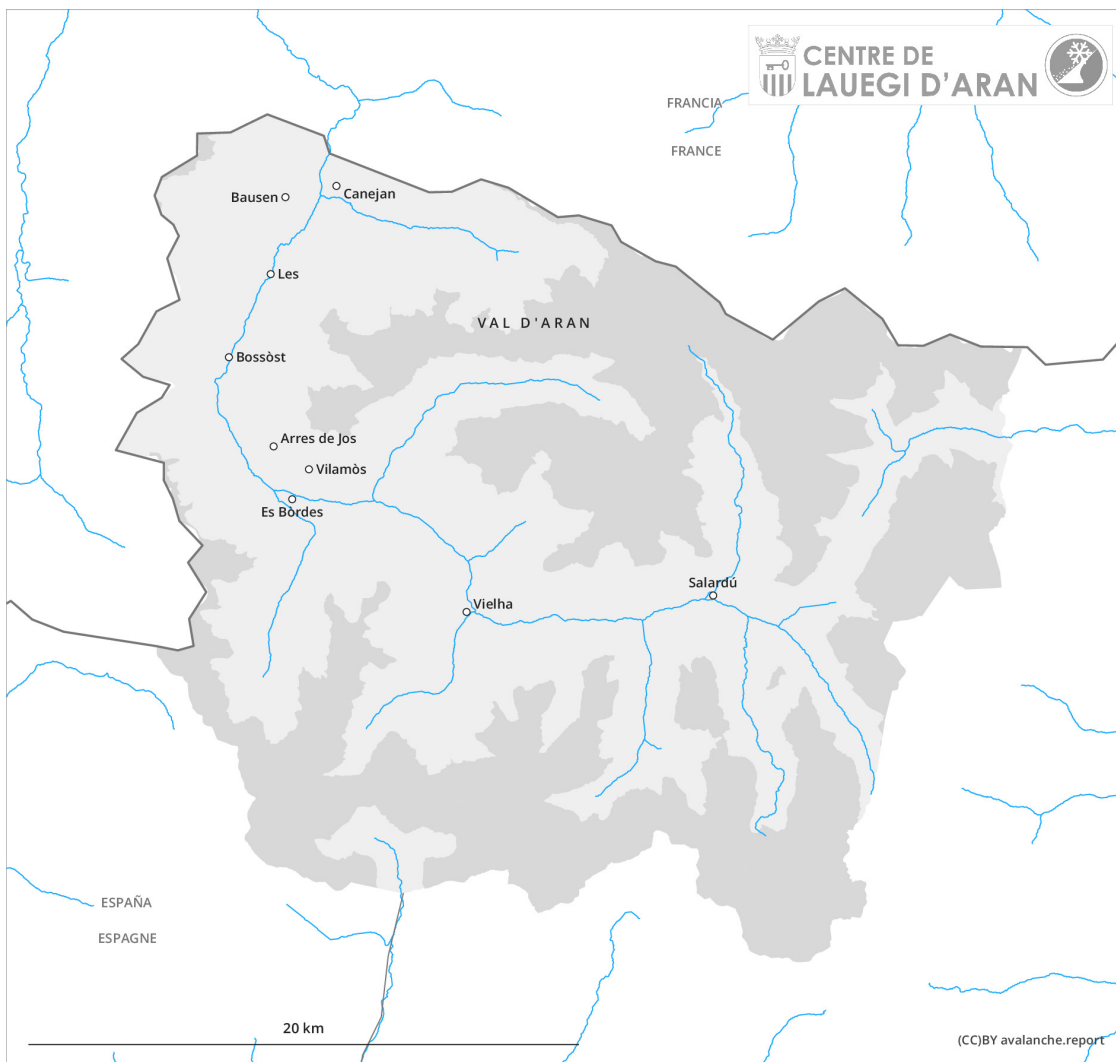 CENTRE DE
LAUEGI D'ARAN
FRANCIA
FRANCE
Bausen
Canejan
Les
VAL D'ARAN
Bossòst
Arres de Jos
Vilamòs
Es Bòrdes
Salardú
Vielha
ESPAÑA
ESPAGNE
20 km
(CC)BY avalanche.report